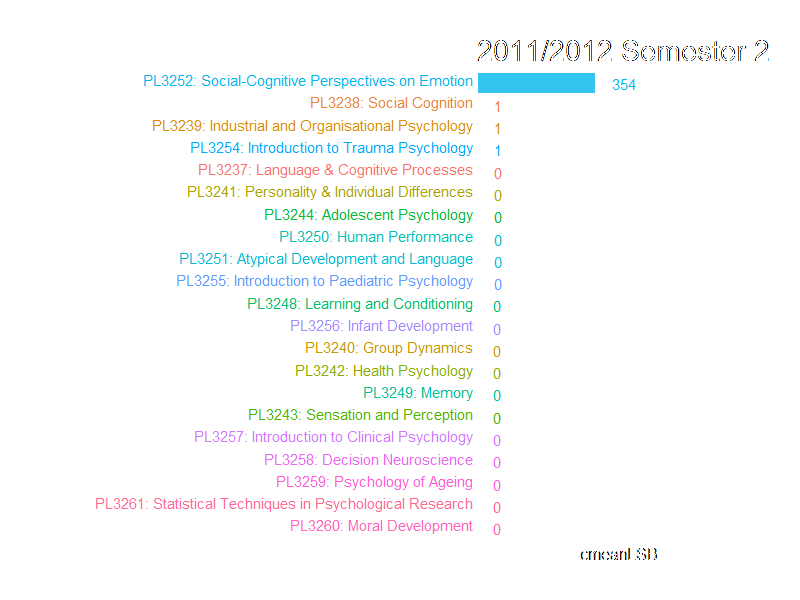 2011/2012 Semester 2
PL3252: Social-Cognitive Perspectives on Emotion 354
PL3238: Social Cognition 1
PL3239: Industrial and Organisational Psychology 1
PL3254: Introduction to Trauma Psychology 1
PL3237: Language & Cognitive Processes 0
PL3241: Personality & Individual Differences 0
PL3244: Adolescent Psychology 0
PL3250: Human Performance 0
PL3251: Atypical Development and Language 0
PL3255: Introduction to Paediatric Psychology 0
PL3248: Learning and Conditioning 0
PL3256: Infant Development 0
PL3240: Group Dynamics 0
PL3242: Health Psychology 0
PL3249: Memory 0
PL3243: Sensation and Perception 0
PL3257: Introduction to Clinical Psychology 0
PL3258: Decision Neuroscience 0
PL3259: Psychology of Ageing 0
PL3261: Statistical Techniques in Psychological Research 0
PL3260: Moral Development 0